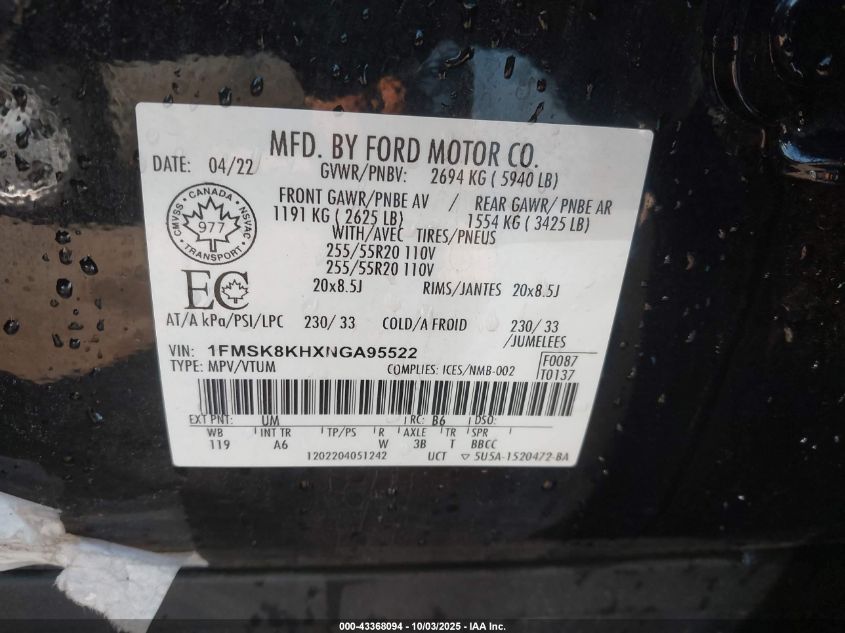 MFD. BY FORD MOTOR CO.
DATE: 04/22
GVWR/PNBV: 2694 KG ( 5940 LB)
FRONT GAWR/PNBE AV / REAR GAWR/ PNBE AR
1191 KG ( 2625 LB) 1554 KG ( 3425 LB)
WITH/AVEC TIRES/PNEUS
255/55R20 110V
255/55R20 110V
20x8.5J RIMS/JANTES 20x8.5J
CANADA
CMVSS NSVAC
977
TRANSPORT
EC
AT/A kPa/PSI/LPC 230/ 33 COLD/A FROID 230/ 33
/JUMELEES
VIN: 1FMSK8KHXNGA95522
TYPE: MPV/VTUM COMPLIES: ICES/NMB-002
F0087
T0137
EXT PNT: UM RC: B6 DSO:
WB INT TR TP/PS R AXLE TR SPR
119 A6 W 3B T BBCC
1202204051242 UCT ▽ 5U5A-1520472-BA
000-43368094 - 10/03/2025 - IAA Inc.